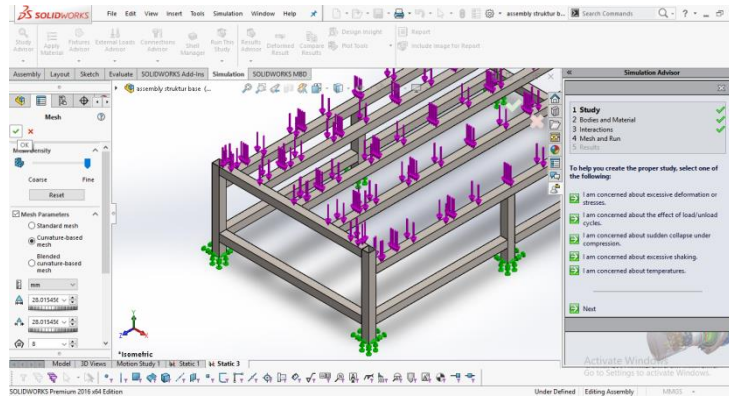 SOLIDWORKS
File Edit View Insert Tools Simulation Window Help
assembly struktur b...
Search Commands
Study Advisor
Apply Material
Fixtures Advisor
External Loads Advisor
Connections Advisor
Shell Manager
Run This Study
Results Advisor
Deformed Result
Compare Results
Design Insight
Plot Tools
Report
Include Image for Report
Assembly Layout Sketch Evaluate SOLIDWORKS Add-Ins Simulation SOLIDWORKS MBD
assembly struktur base (...
Mesh
OK
Mesh Density
Coarse Fine
Reset
Mesh Parameters
Standard mesh
Curvature-based mesh
Blended curvature-based mesh
mm
8
*Isometric
Model 3D Views Motion Study 1 Static 1 Static 3
SOLIDWORKS Premium 2016 x64 Edition
Under Defined Editing Assembly MMGS
Simulation Advisor
1 Study
2 Bodies and Material
3 Interactions
4 Mesh and Run
5 Results
To help you create the proper study, select one of
the following:
I am concerned about excessive deformation or
stresses.
I am concerned about the effect of load/unload
cycles.
I am concerned about sudden collapse under
compression.
I am concerned about excessive shaking.
I am concerned about temperatures.
Next
Activate Windows
Go to Settings to activate Windows.